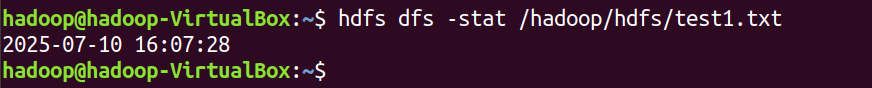 hadoop@hadoop-VirtualBox:~$ hdfs dfs -stat /hadoop/hdfs/test1.txt
2025-07-10 16:07:28
hadoop@hadoop-VirtualBox:~$